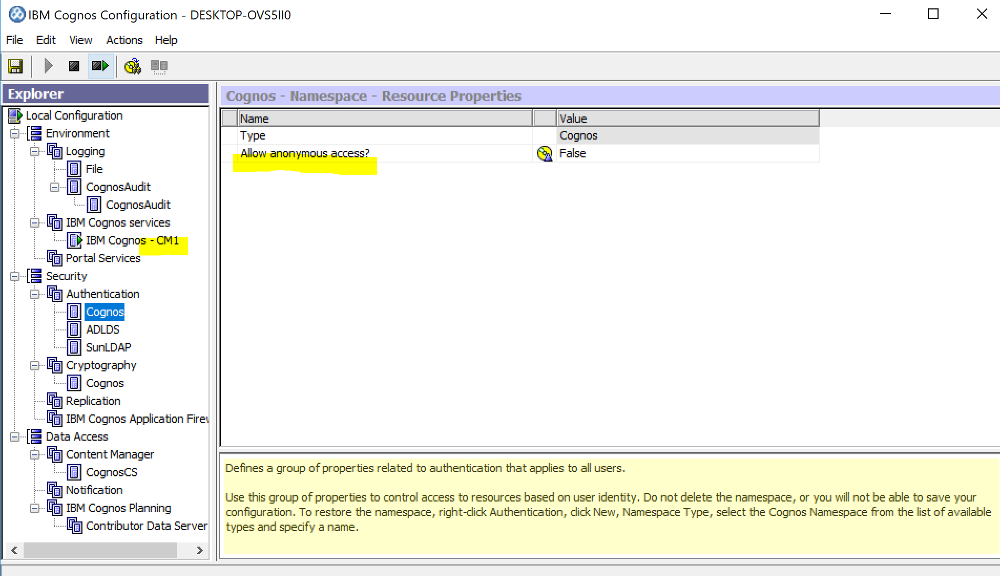 IBM Cognos Configuration - DESKTOP-OVS5II0
File Edit View Actions Help
Explorer
Local Configuration
Environment
Logging
File
CognosAudit
CognosAudit
IBM Cognos services
IBM Cognos - CM1
Portal Services
Security
Authentication
Cognos
ADLDS
SunLDAP
Cryptography
Cognos
Replication
IBM Cognos Application Firew
Data Access
Content Manager
CognosCS
Notification
IBM Cognos Planning
Contributor Data Server
Cognos - Namespace - Resource Properties
Name Value
Type Cognos
Allow anonymous access? False
Defines a group of properties related to authentication that applies to all users.
Use this group of properties to control access to resources based on user identity. Do not delete the namespace, or you will not be able to save your
configuration. To restore the namespace, right-click Authentication, click New, Namespace Type, select the Cognos Namespace from the list of available
types and specify a name.